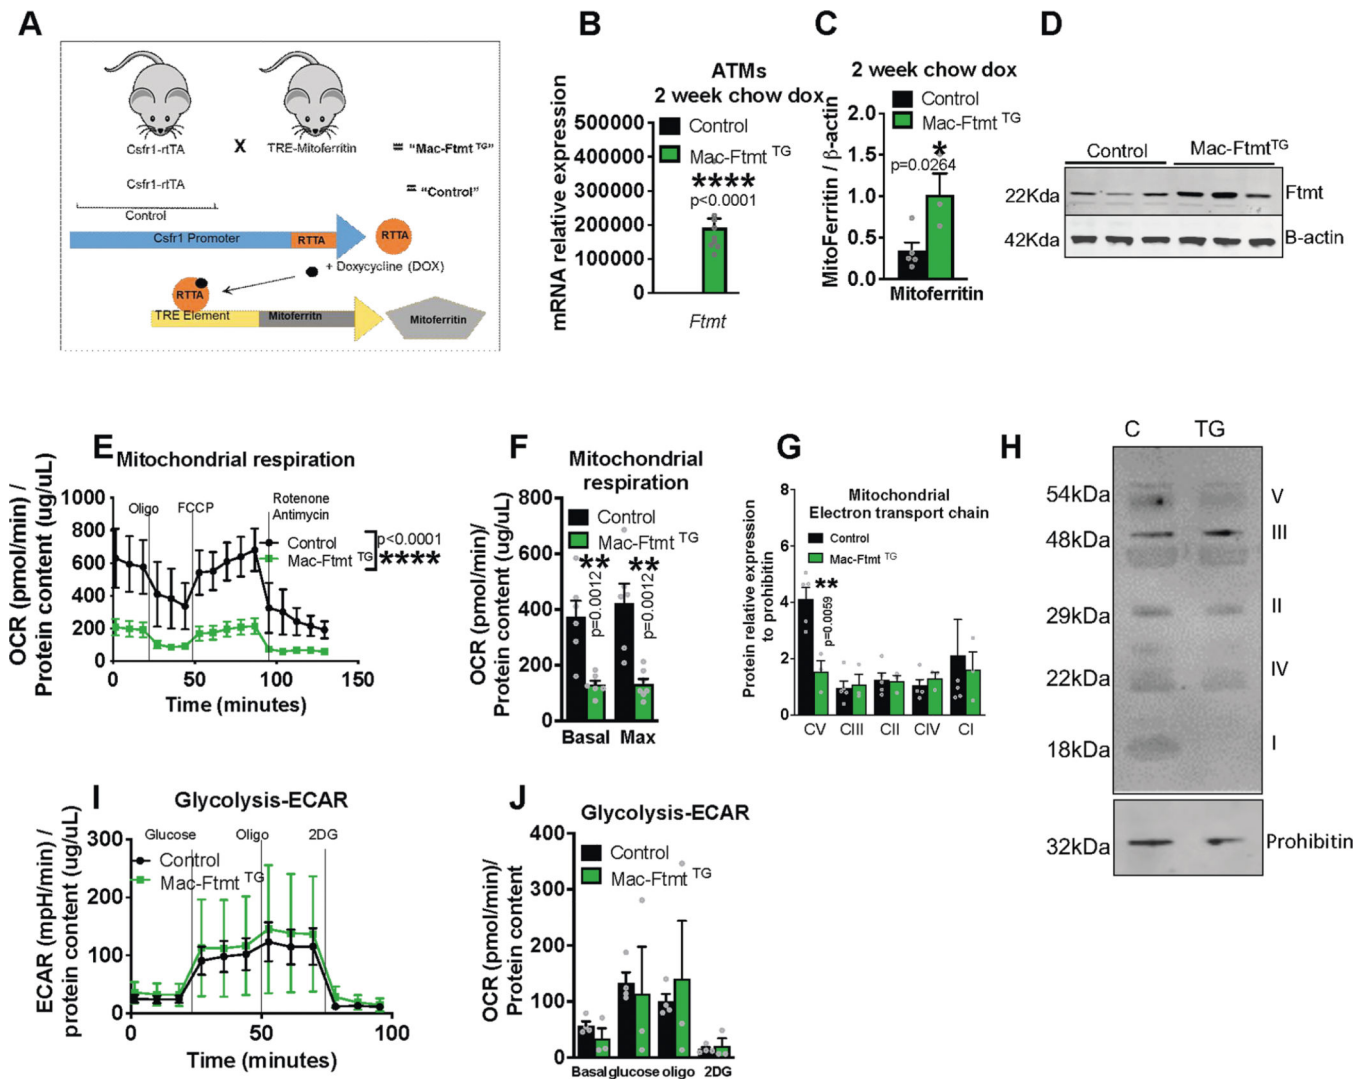 A
Csfr1-rtTA
X
TRE-Mitoferritin
= "Mac-Ftmt TG"
Csfr1-rtTA
= "Control"
Control
Csfr1 Promoter
RTTA
RTTA
+ Doxycycline (DOX)
RTTA
TRE Element
Mitoferritn
Mitoferritin
B
ATMs
2 week chow dox
Control
Mac-Ftmt TG
****
p<0.0001
mRNA relative expression
500000
400000
300000
200000
100000
0
Ftmt
C
2 week chow dox
Control
Mac-Ftmt TG
*
p=0.0264
MitoFerritin / β-actin
2.0
1.5
1.0
0.5
0.0
Mitoferritin
D
Control
Mac-FtmtTG
22Kda
Ftmt
42Kda
B-actin
E
Mitochondrial respiration
OCR (pmol/min) /
Protein content (ug/uL)
1000
800
600
400
200
0
Oligo
FCCP
Rotenone
Antimycin
Control
Mac-Ftmt TG
p<0.0001
****
0
50
100
150
Time (minutes)
F
Mitochondrial
respiration
OCR (pmol/min)/
Protein content (ug/uL)
800
600
400
200
0
Control
Mac-Ftmt TG
**
p=0.0012
**
p=0.0012
Basal
Max
G
Mitochondrial
Electron transport chain
Protein relative expression
to prohibitin
8
6
4
2
0
Control
Mac-Ftmt TG
**
p=0.0059
CV
CIII
CII
CIV
CI
H
C
TG
54kDa
V
48kDa
III
29kDa
II
22kDa
IV
18kDa
I
32kDa
Prohibitin
I
Glycolysis-ECAR
ECAR (mpH/min) /
protein content (ug/uL)
300
200
100
0
Glucose
Oligo
2DG
Control
Mac-Ftmt TG
0
50
100
Time (minutes)
J
Glycolysis-ECAR
OCR (pmol/min)/
Protein content
400
300
200
100
0
Control
Mac-Ftmt TG
Basal
glucose
oligo
2DG